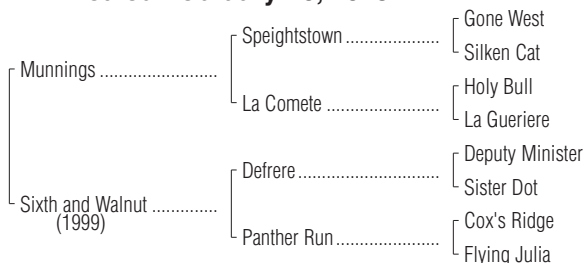 Gone West
Speightstown
Silken Cat
Munnings
Holy Bull
La Comete
La Gueriere
Deputy Minister
Defrere
Sister Dot
Sixth and Walnut
(1999)
Cox's Ridge
Panther Run
Flying Julia